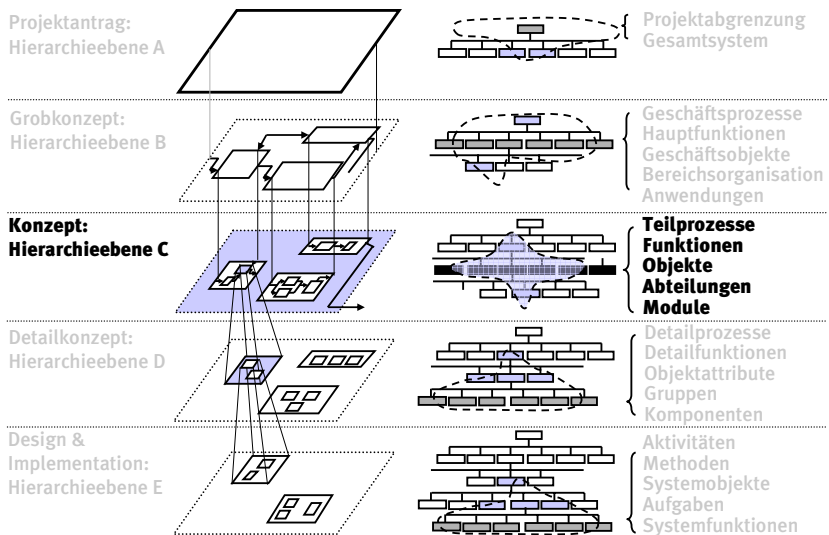 Projektantrag:
Hierarchieebene A
Projektabgrenzung
Gesamtsystem
Grobkonzept:
Hierarchieebene B
Geschäftsprozesse
Hauptfunktionen
Geschäftsobjekte
Bereichsorganisation
Anwendungen
Konzept:
Hierarchieebene C
Teilprozesse
Funktionen
Objekte
Abteilungen
Module
Detailkonzept:
Hierarchieebene D
Detailprozesse
Detailfunktionen
Objektattribute
Gruppen
Komponenten
Design &
Implementation:
Hierarchieebene E
Aktivitäten
Methoden
Systemobjekte
Aufgaben
Systemfunktionen